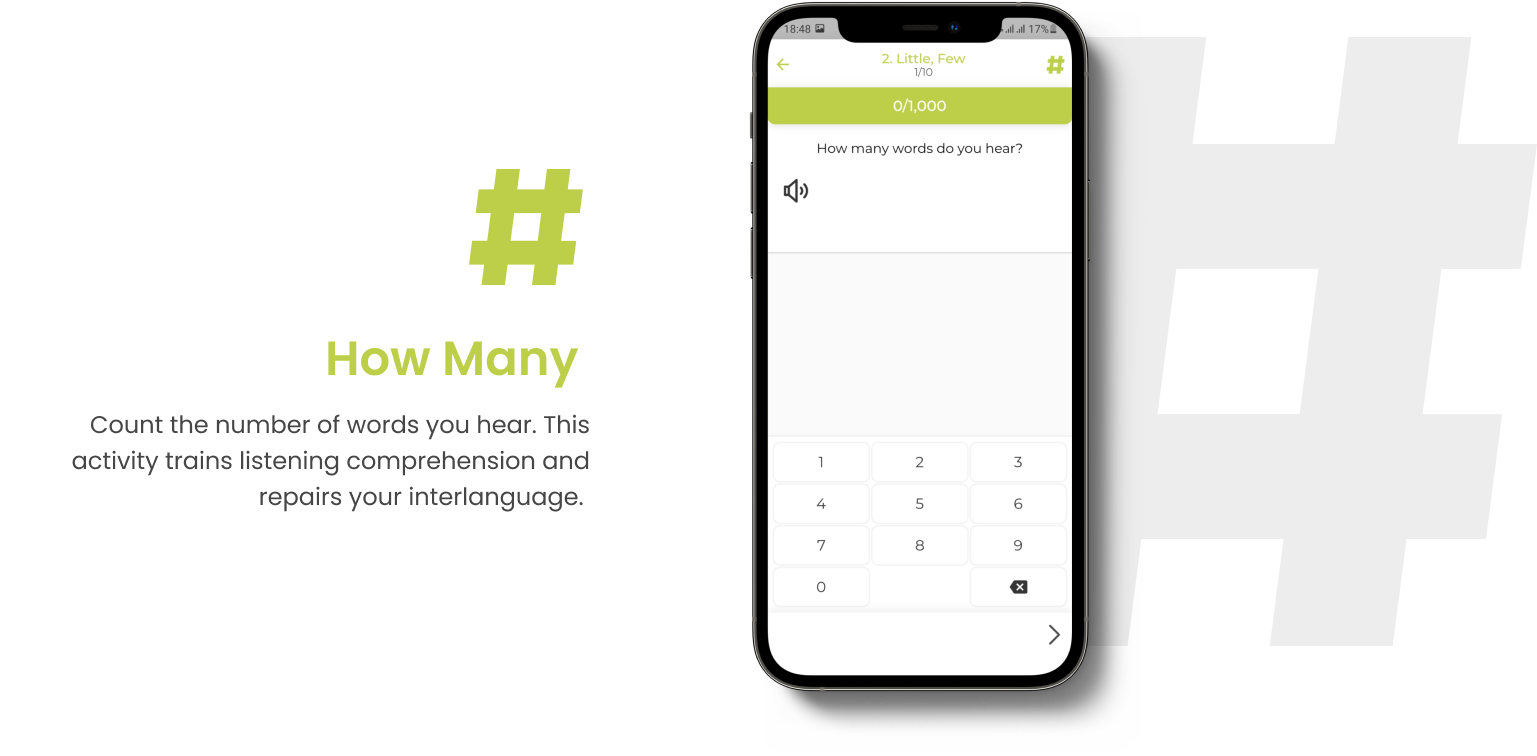 #
How Many
Count the number of words you hear. This
activity trains listening comprehension and
repairs your interlanguage.
18:48 17%
2. Little, Few
1/10
#
0/1,000
How many words do you hear?
1 2 3
4 5 6
7 8 9
0
#